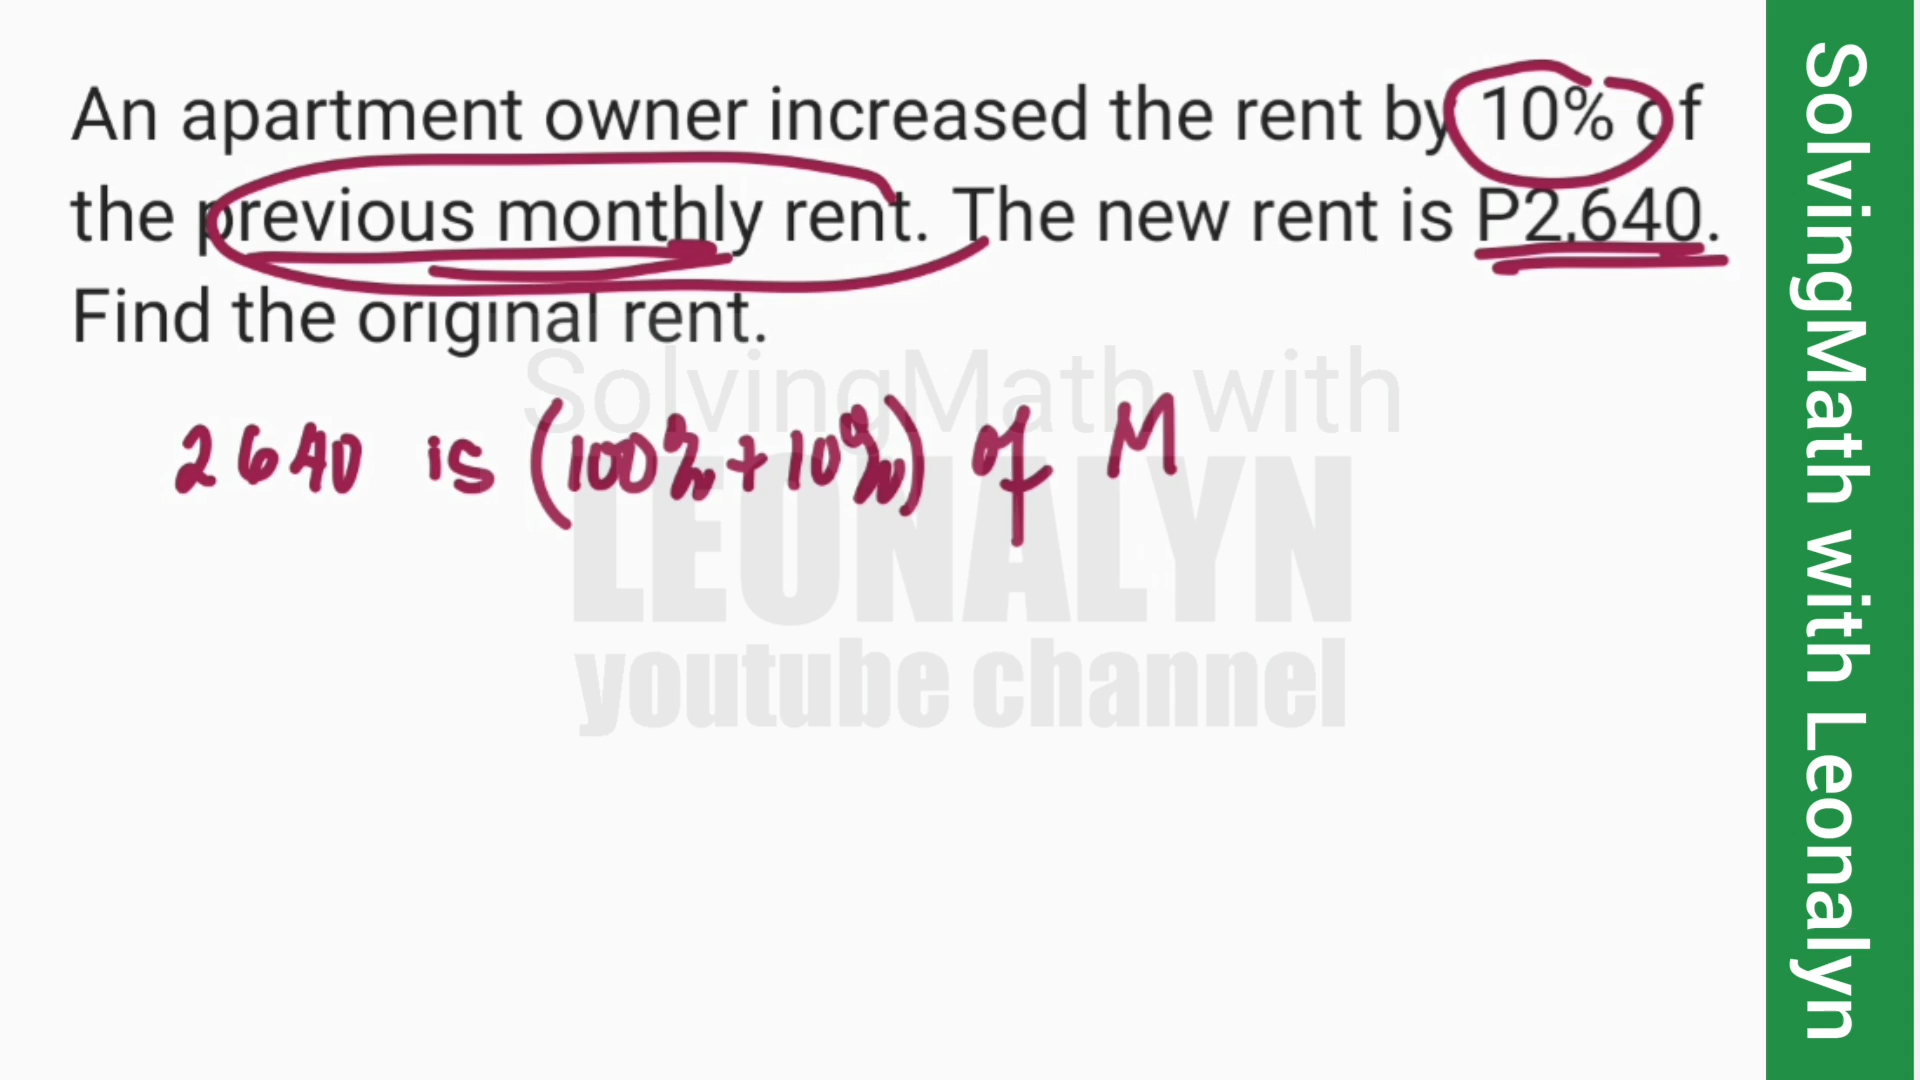 An apartment owner increased the rent by 10% of
the previous monthly rent. The new rent is P2,640.
Find the original rent.
SolvingMath with
2640 is (100% + 10%) of M
LEONALYN
youtube channel
SolvingMath with Leonalyn